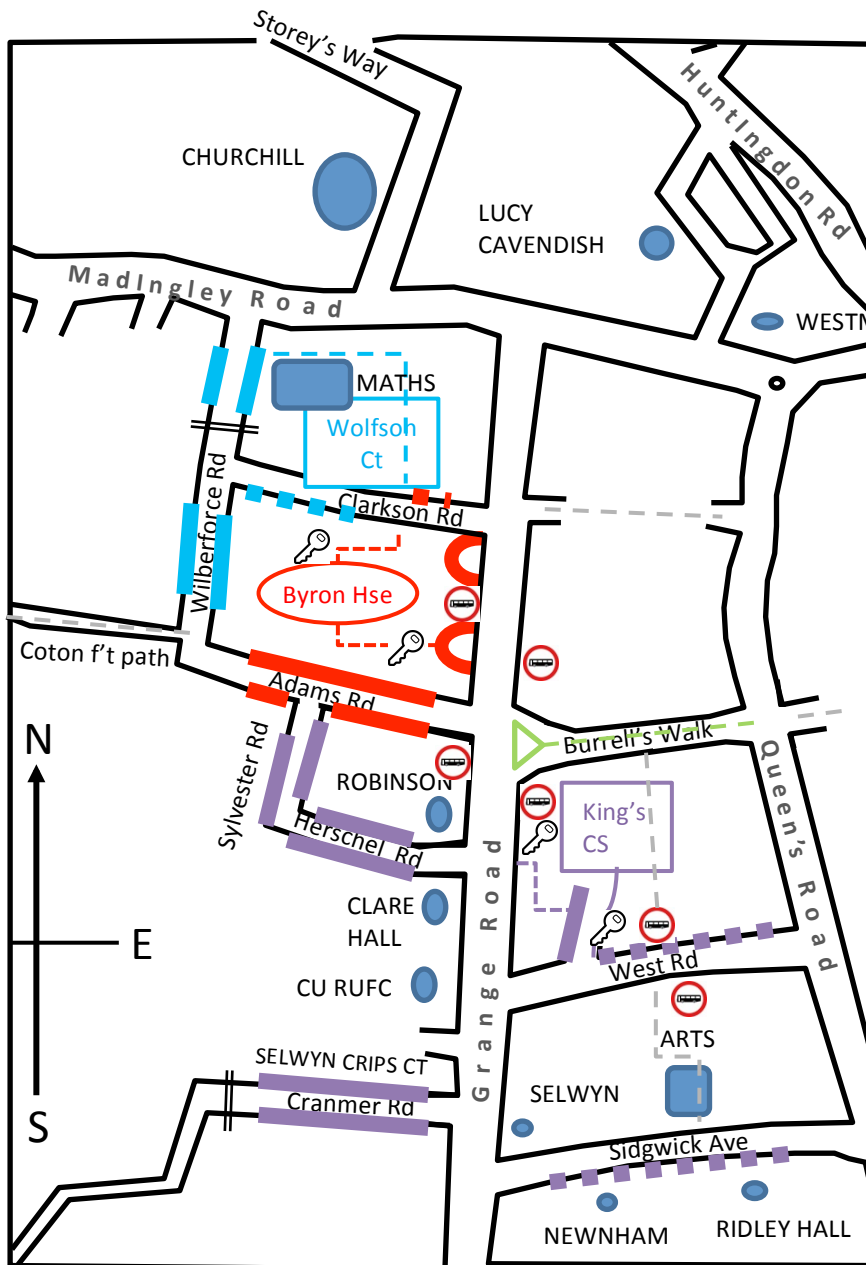 Storey's Way
HuntIngdon Rd
CHURCHILL
LUCY
CAVENDISH
MadIngley Road
WESTM
MATHS
Wolfson
Ct
Clarkson Rd
Wilberforce Rd
Byron Hse
Coton f't path
Adams Rd
Burrell's Walk
N
Sylvester Rd
ROBINSON
Queen's Road
King's
CS
Herschel Rd
Grange Road
CLARE
HALL
E
West Rd
CU RUFC
ARTS
SELWYN CRIPS CT
SELWYN
Cranmer Rd
S
Sidgwick Ave
NEWNHAM
RIDLEY HALL